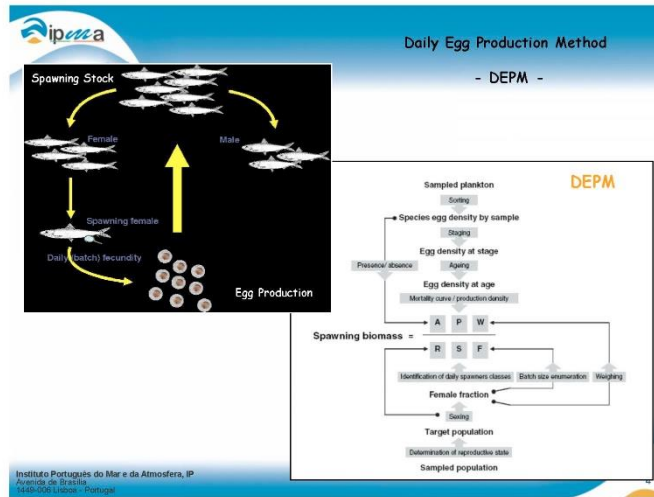 ipma
Daily Egg Production Method
- DEPM -
Spawning Stock
Female
Male
Spawning female
Daily (batch) fecundity
Egg Production
DEPM
Sampled plankton
Sorting
Species egg density by sample
Staging
Egg density at stage
Presence/ absence
Ageing
Egg density at age
Mortality curve / production density
A P W
Spawning biomass =
R S F
Identification of daily spawners classes
Batch size enumeration
Weighing
Female fraction
Sexing
Target population
Determination of reproductive state
Sampled population
Instituto Português do Mar e da Atmosfera, IP
Avenida de Brasília
1449-006 Lisboa - Portugal
4